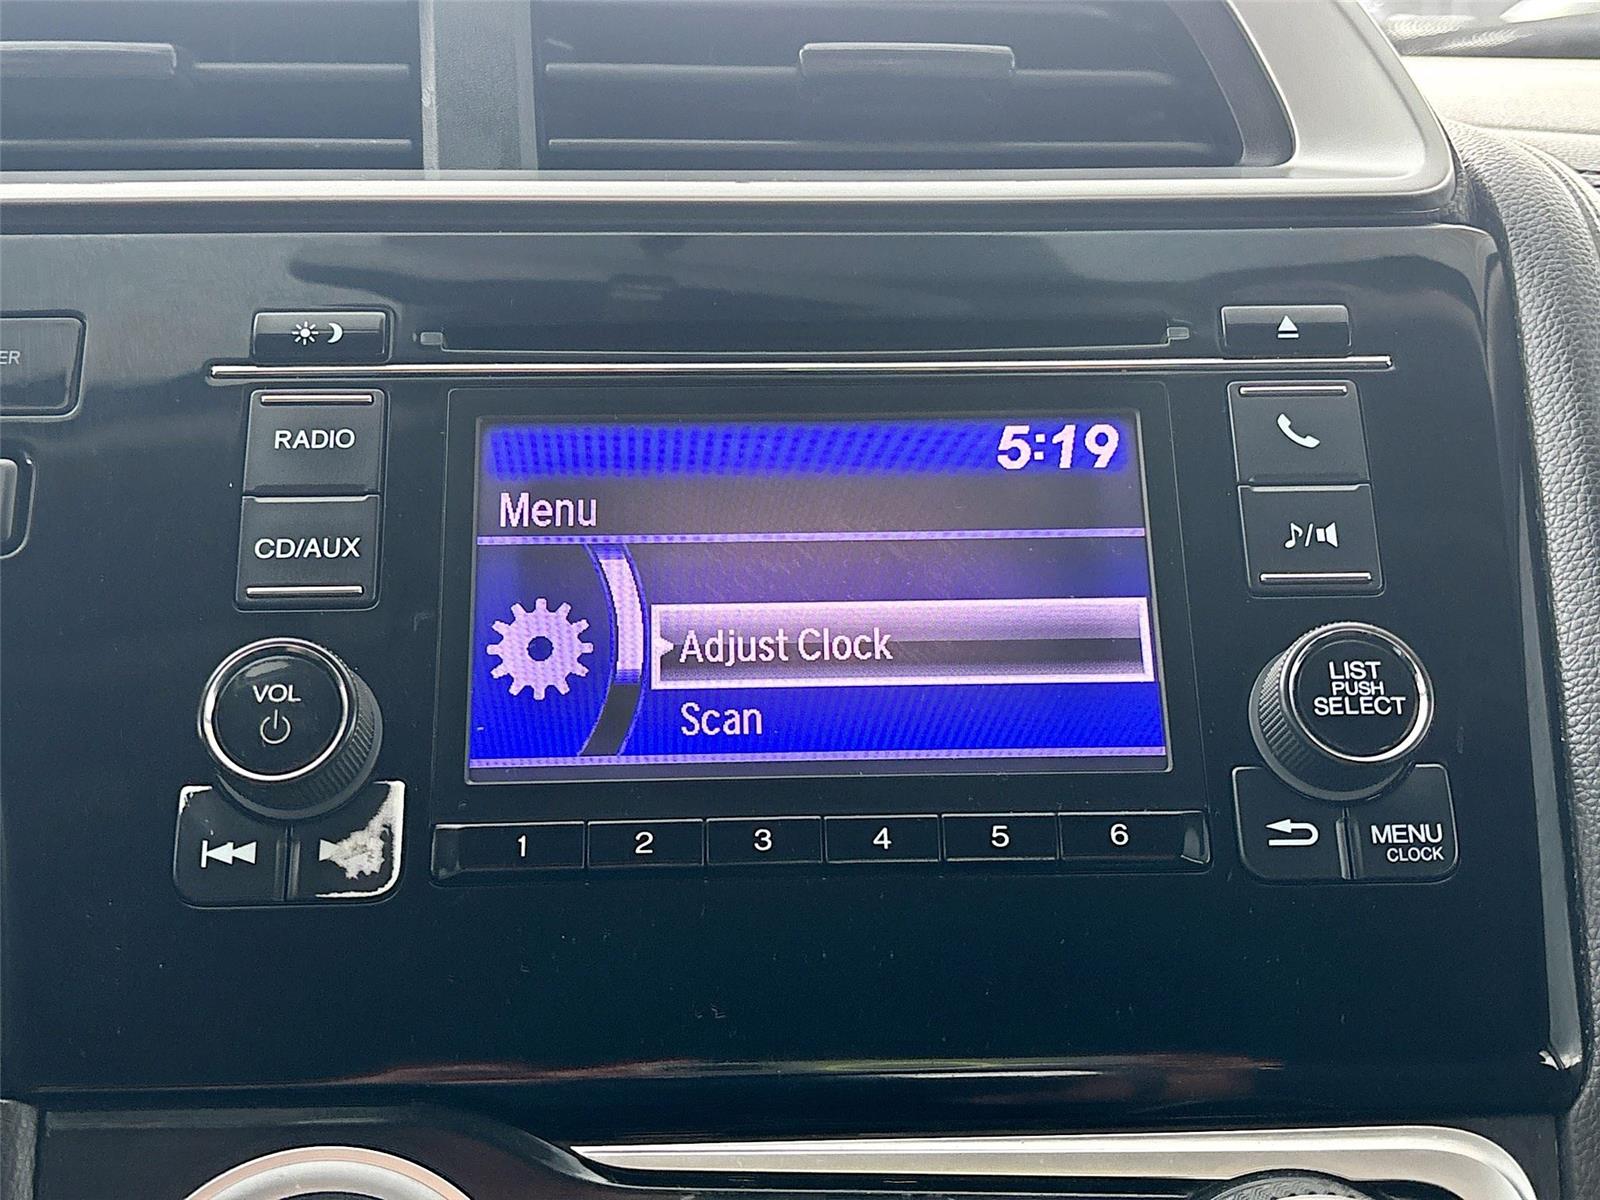 ER
RADIO
CD/AUX
VOL
5:19
Menu
Adjust Clock
Scan
1 2 3 4 5 6
LIST
PUSH
SELECT
MENU
CLOCK